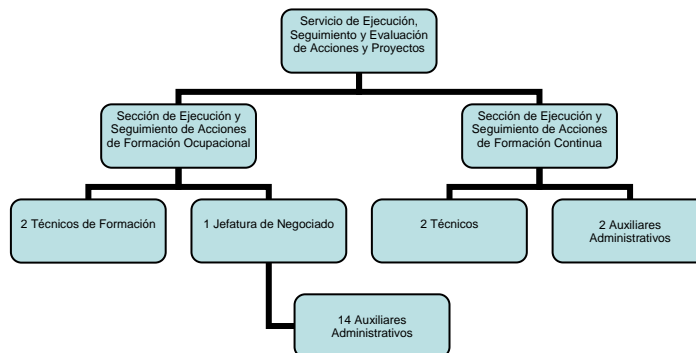 Servicio de Ejecución,
Seguimiento y Evaluación
de Acciones y Proyectos
Sección de Ejecución y
Seguimiento de Acciones
de Formación Ocupacional
Sección de Ejecución y
Seguimiento de Acciones
de Formación Continua
2 Técnicos de Formación
1 Jefatura de Negociado
2 Técnicos
2 Auxiliares
Administrativos
14 Auxiliares
Administrativos